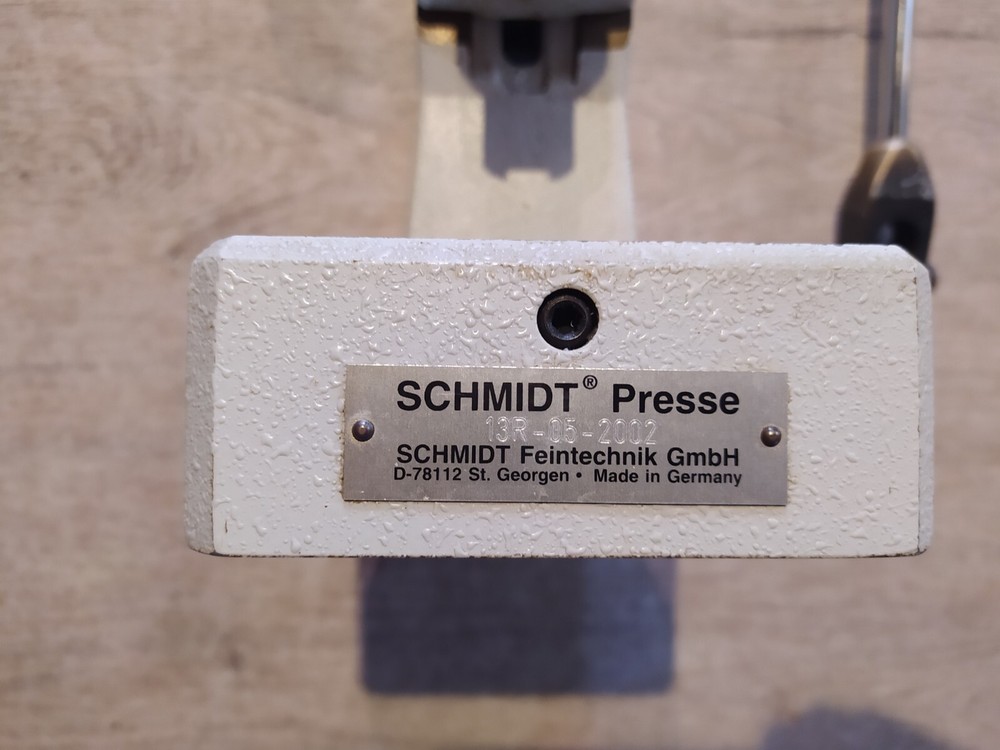 SCHMIDT® Presse
13R-05-2002
SCHMIDT Feintechnik GmbH
D-78112 St. Georgen • Made in Germany